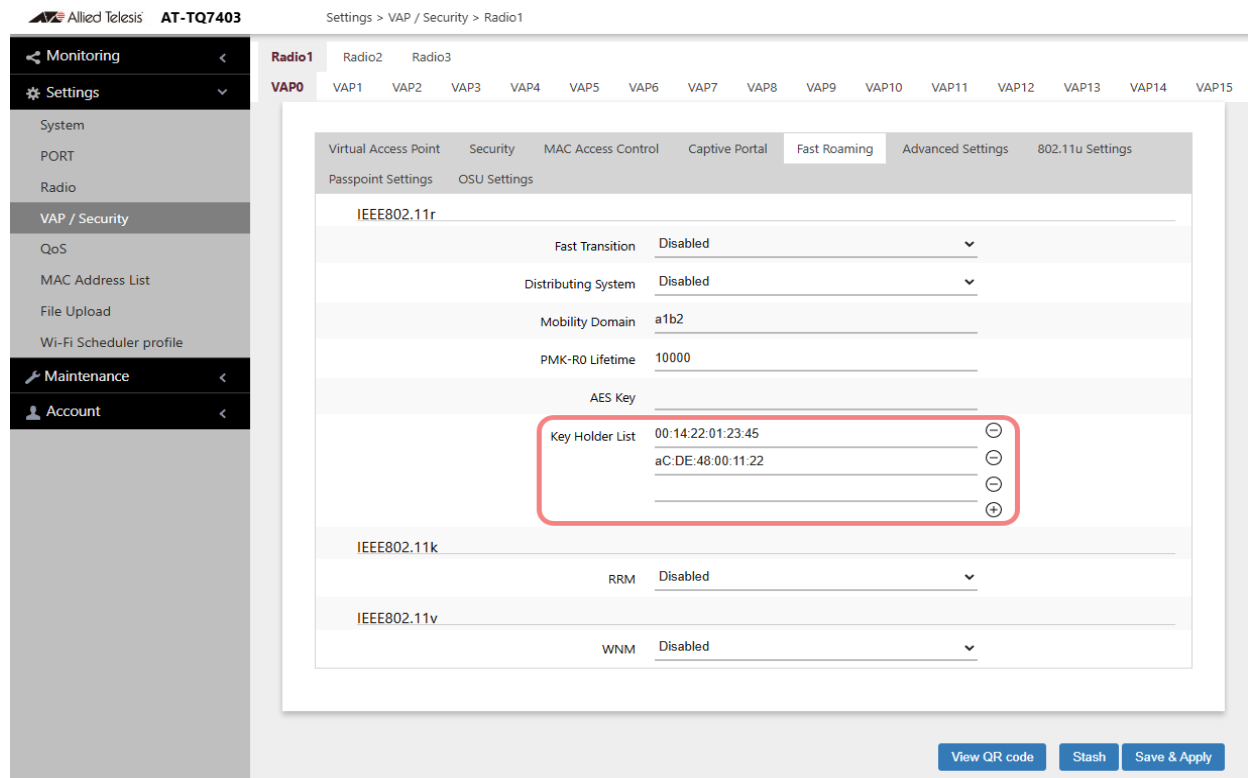 Allied Telesis AT-TQ7403 Settings > VAP / Security > Radio1
Monitoring
Settings
System
PORT
Radio
VAP / Security
QoS
MAC Address List
File Upload
Wi-Fi Scheduler profile
Maintenance
Account
Radio1 Radio2 Radio3
VAP0 VAP1 VAP2 VAP3 VAP4 VAP5 VAP6 VAP7 VAP8 VAP9 VAP10 VAP11 VAP12 VAP13 VAP14 VAP15
Virtual Access Point Security MAC Access Control Captive Portal Fast Roaming Advanced Settings 802.11u Settings
Passpoint Settings OSU Settings
IEEE802.11r
Fast Transition Disabled
Distributing System Disabled
Mobility Domain a1b2
PMK-R0 Lifetime 10000
AES Key
Key Holder List 00:14:22:01:23:45
aC:DE:48:00:11:22
IEEE802.11k
RRM Disabled
IEEE802.11v
WNM Disabled
View QR code Stash Save & Apply